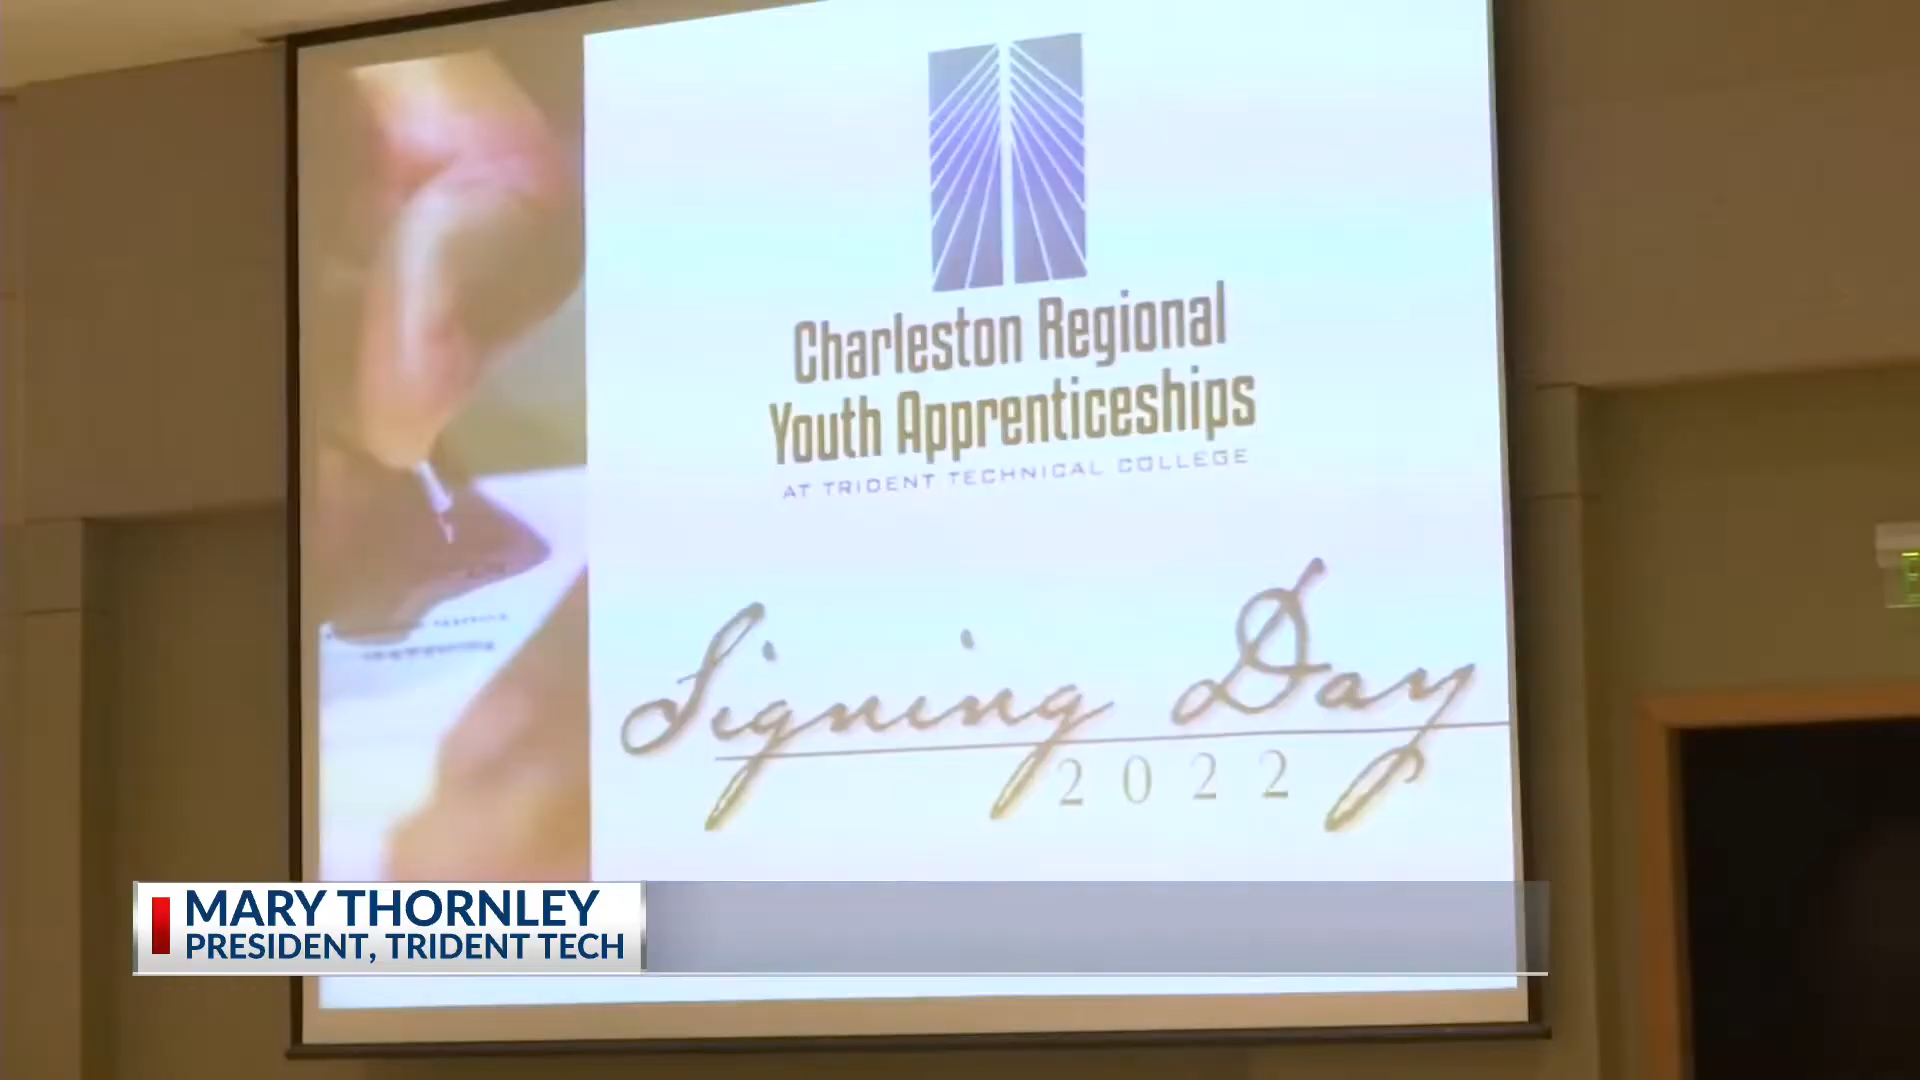 Charleston Regional
Youth Apprenticeships
AT TRIDENT TECHNICAL COLLEGE
Signing Day
2022
MARY THORNLEY
PRESIDENT, TRIDENT TECH